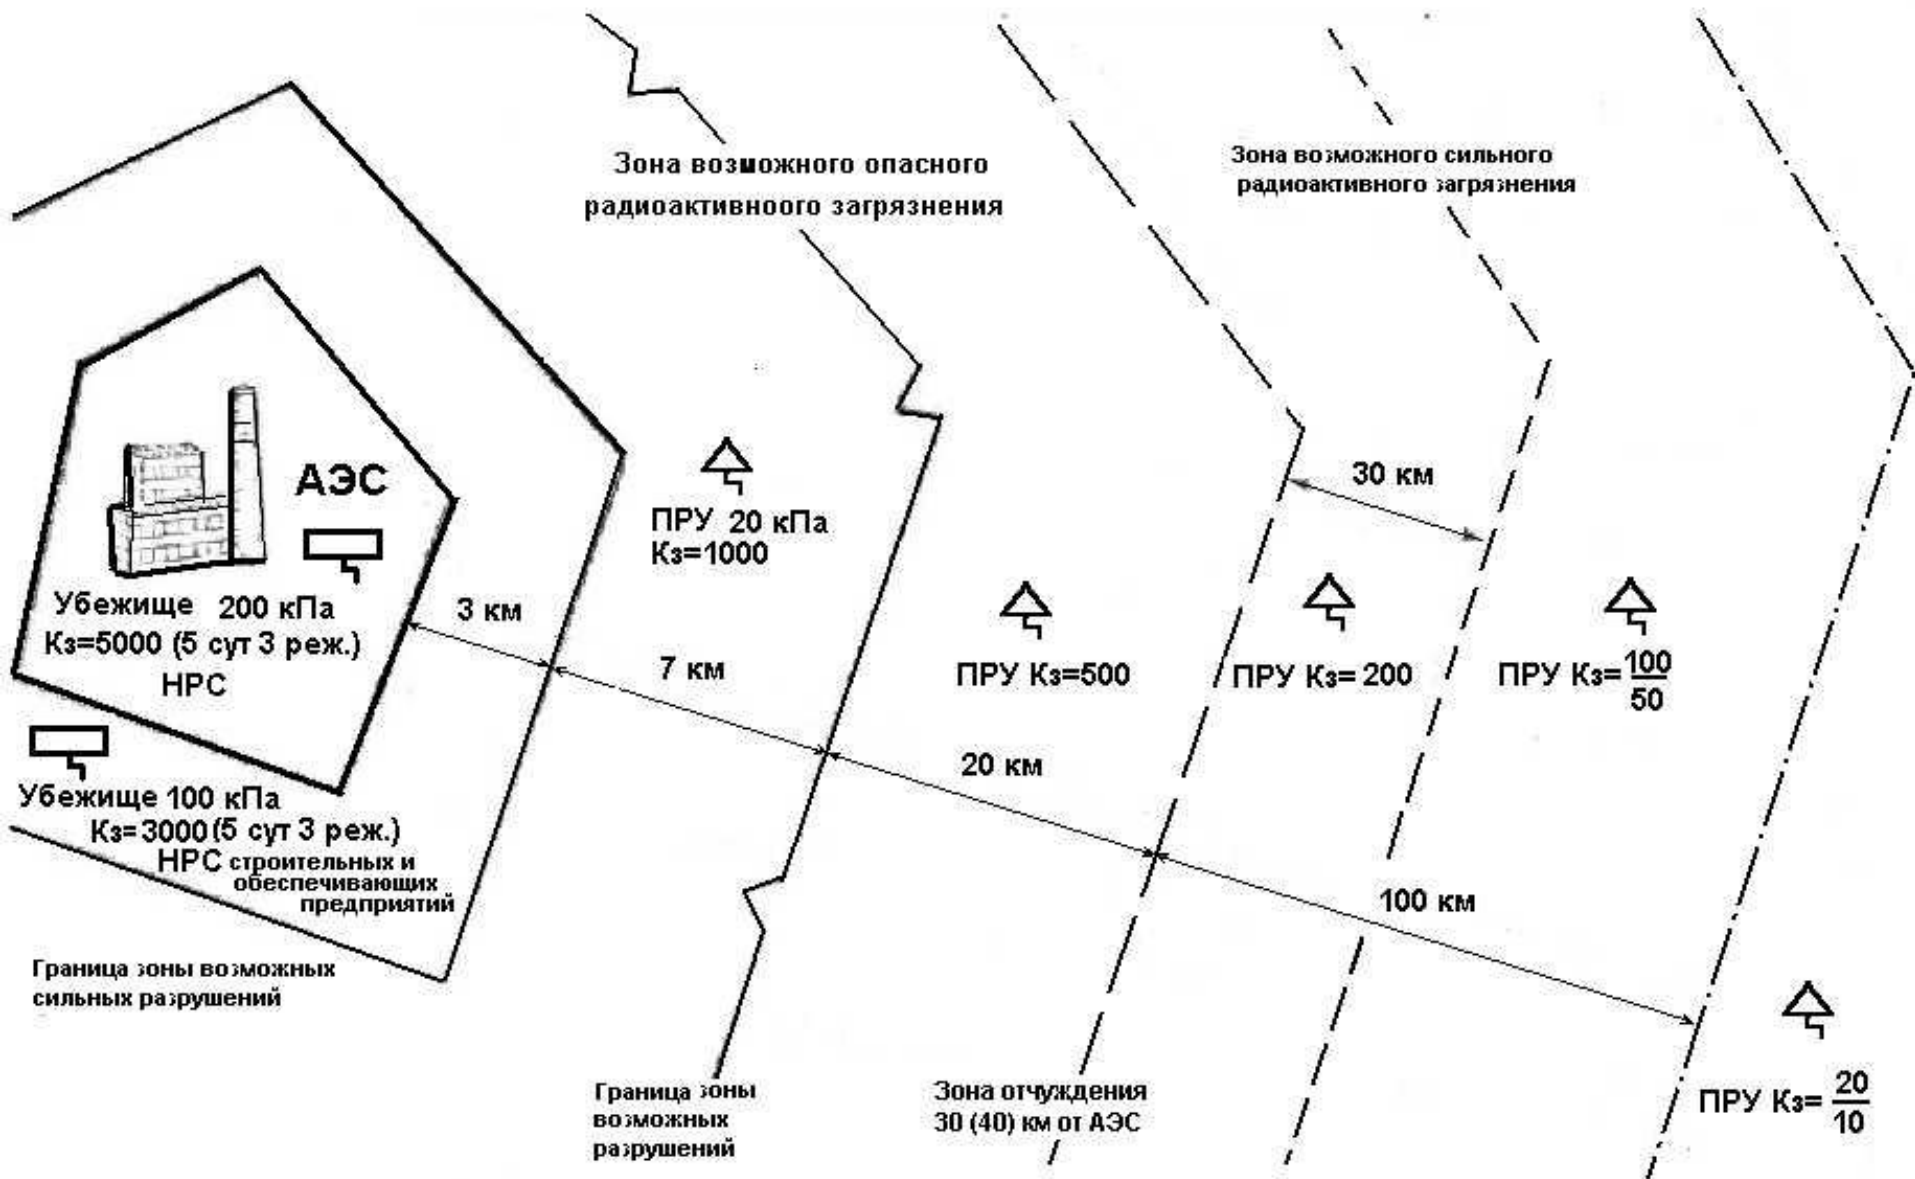 Зона возможного опасного
радиоактивноого загрязнения
Зона возможного сильного
радиоактивного загрязнения
АЭС
Убежище 200 кПа
Кз=5000 (5 сут 3 реж.)
НРС
3 км
ПРУ 20 кПа
Кз=1000
7 км
30 км
ПРУ Кз=500
ПРУ Кз= 200
ПРУ Кз= 100
50
Убежище 100 кПа
Кз= 3000 (5 сут 3 реж.)
НРС строительных и
обеспечивающих
предприятий
20 км
100 км
Граница зоны возможных
сильных разрушений
Граница зоны
возможных
разрушений
Зона отчуждения
30 (40) км от АЭС
ПРУ Кз= 20
10